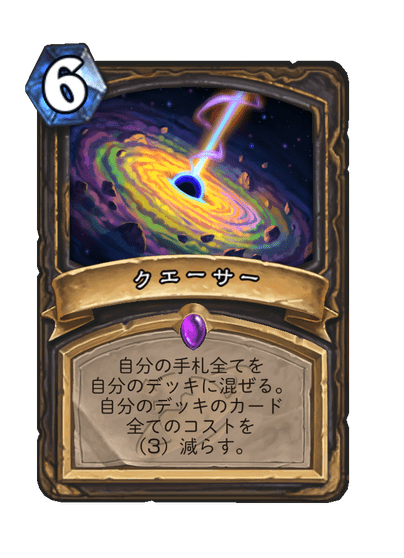 6
クエーサー
自分の手札全てを
自分のデッキに混ぜる。
自分のデッキのカード
全てのコストを
（3）減らす。